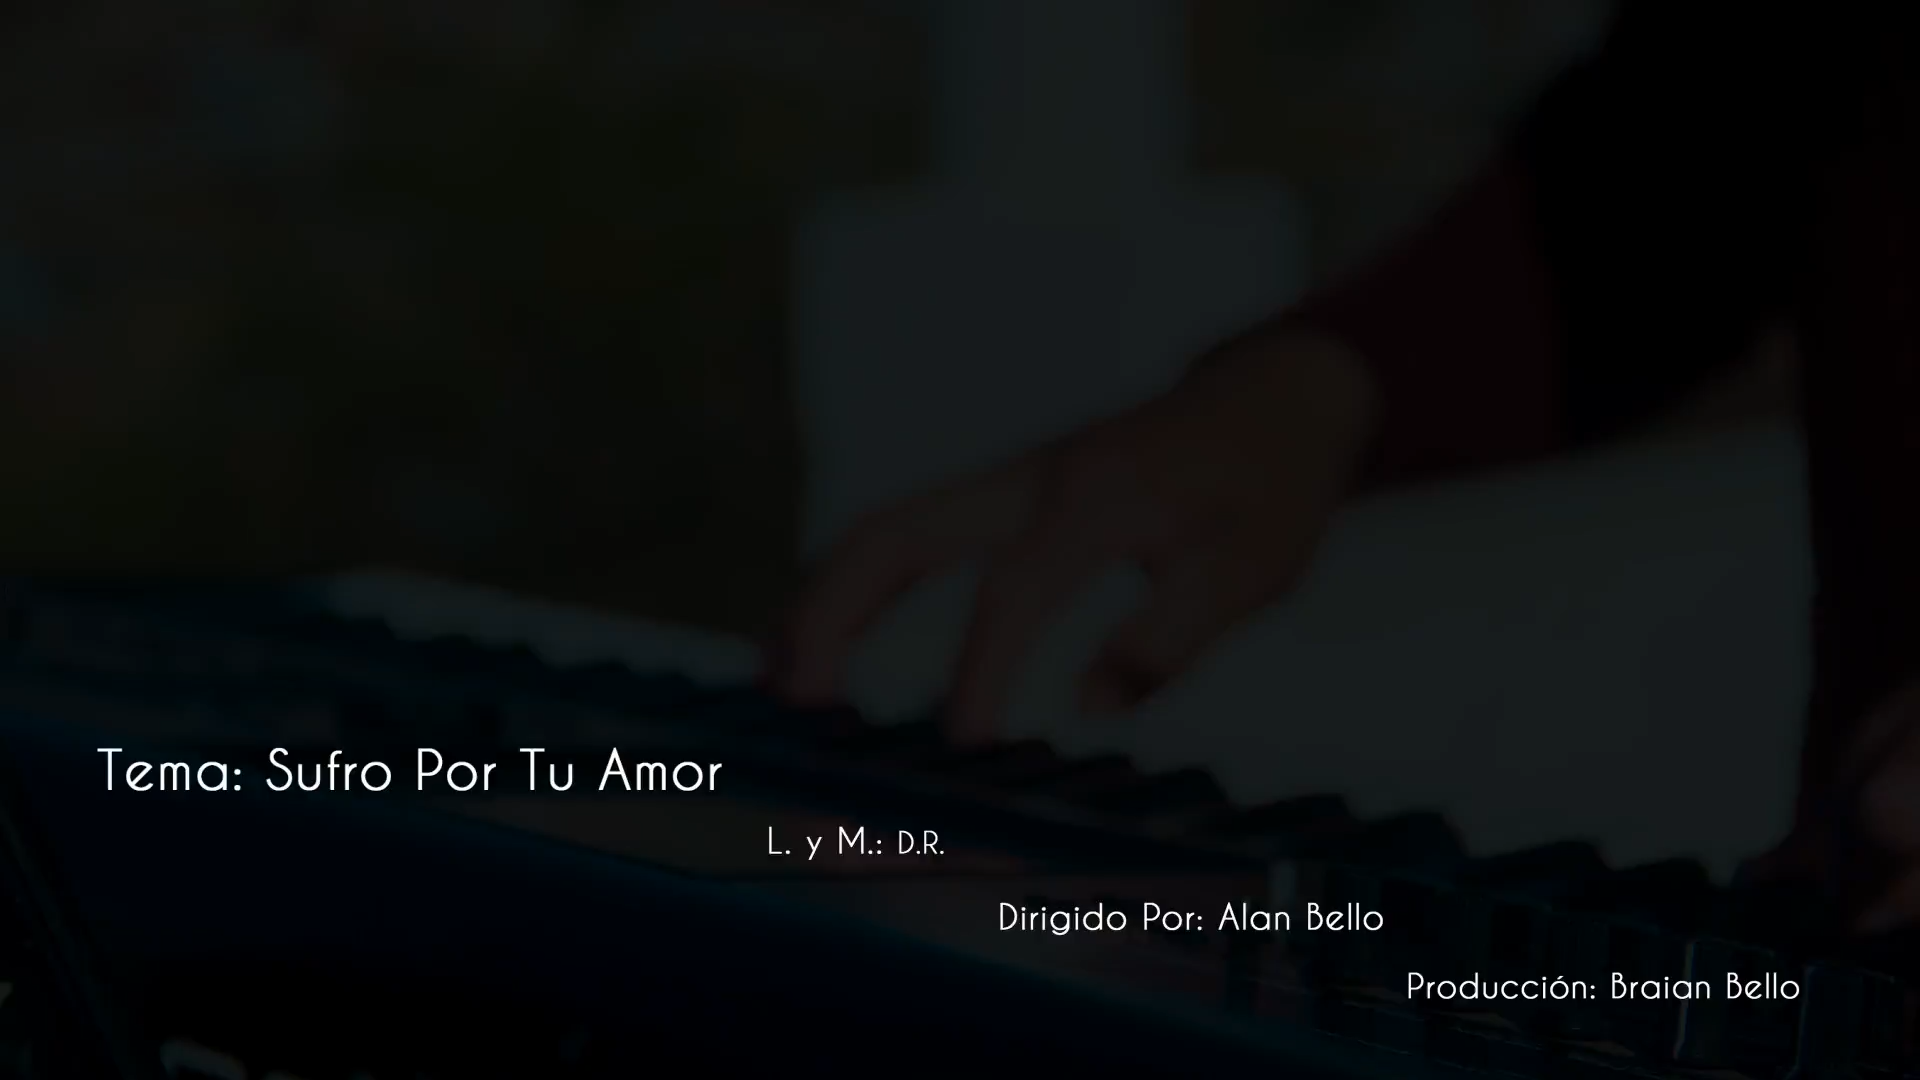 Tema: Sufro Por Tu Amor
L. y M.: D.R.
Dirigido Por: Alan Bello
Producción: Braian Bello